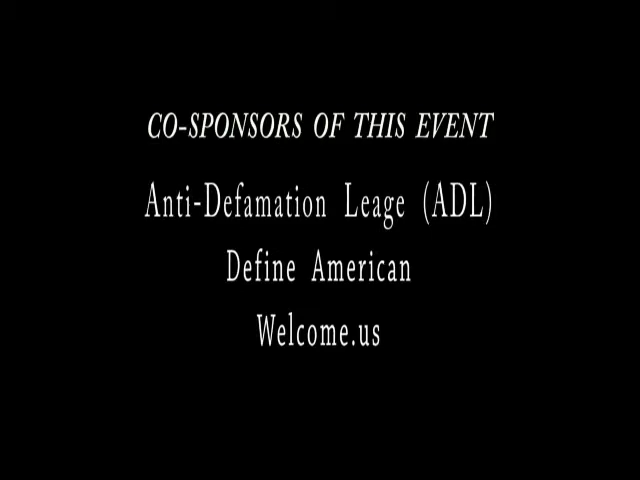 CO-SPONSORS OF THIS EVENT
Anti-Defamation Leage (ADL)
Define American
Welcome.us